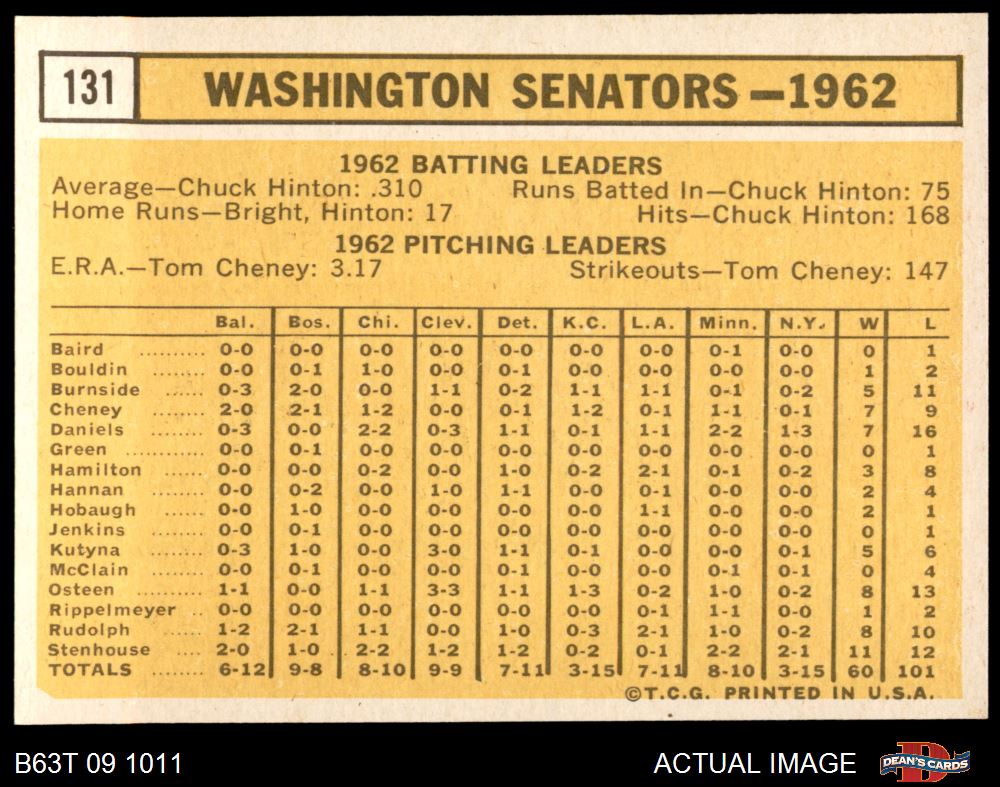 131 WASHINGTON SENATORS—1962
1962 BATTING LEADERS
Average—Chuck Hinton: .310 Runs Batted In—Chuck Hinton: 75
Home Runs—Bright, Hinton: 17 Hits—Chuck Hinton: 168
1962 PITCHING LEADERS
E.R.A.—Tom Cheney: 3.17 Strikeouts—Tom Cheney: 147
Bal. Bos. Chi. Clev. Det. K.C. L.A. Minn. N.Y. W L
Baird .......... 0-0 0-0 0-0 0-0 0-0 0-0 0-0 0-1 0-0 0 1
Bouldin ........ 0-0 0-1 1-0 0-0 0-1 0-0 0-0 0-0 0-0 1 2
Burnside ...... 0-3 2-0 0-0 1-1 0-2 1-1 1-1 0-1 0-2 5 11
Cheney ........ 2-0 2-1 1-2 0-0 0-1 1-2 0-1 1-1 0-1 7 9
Daniels ........ 0-3 0-0 2-2 0-3 1-1 0-1 1-1 2-2 1-3 7 16
Green .......... 0-0 0-1 0-0 0-0 0-0 0-0 0-0 0-0 0-0 0 1
Hamilton ...... 0-0 0-0 0-2 0-0 1-0 0-2 2-1 0-1 0-2 3 8
Hannan ........ 0-0 0-2 0-0 1-0 1-1 0-0 0-1 0-0 0-0 2 4
Hobaugh ...... 0-0 1-0 0-0 0-0 0-0 0-0 1-1 0-0 0-0 2 1
Jenkins ........ 0-0 0-1 0-0 0-0 0-0 0-0 0-0 0-0 0-0 0 1
Kutyna ........ 0-3 1-0 0-0 3-0 1-1 0-1 0-0 0-0 0-1 5 6
McClain ........ 0-0 0-1 0-0 0-0 0-1 0-0 0-0 0-1 0-1 0 4
Osteen ........ 1-1 0-0 1-1 3-3 1-1 1-3 0-2 1-0 0-2 8 13
Rippelmeyer .. 0-0 0-0 0-0 0-0 0-0 0-0 0-1 1-1 0-0 1 2
Rudolph ...... 1-2 2-1 1-1 0-0 1-0 0-3 2-1 1-0 0-2 8 10
Stenhouse .... 2-0 1-0 2-2 1-2 1-2 0-2 0-1 2-2 2-1 11 12
TOTALS ........ 6-12 9-8 8-10 9-9 7-11 3-15 7-11 8-10 3-15 60 101
©T.C.G. PRINTED IN U.S.A.
B63T 09 1011 ACTUAL IMAGE DEAN'S CARDS